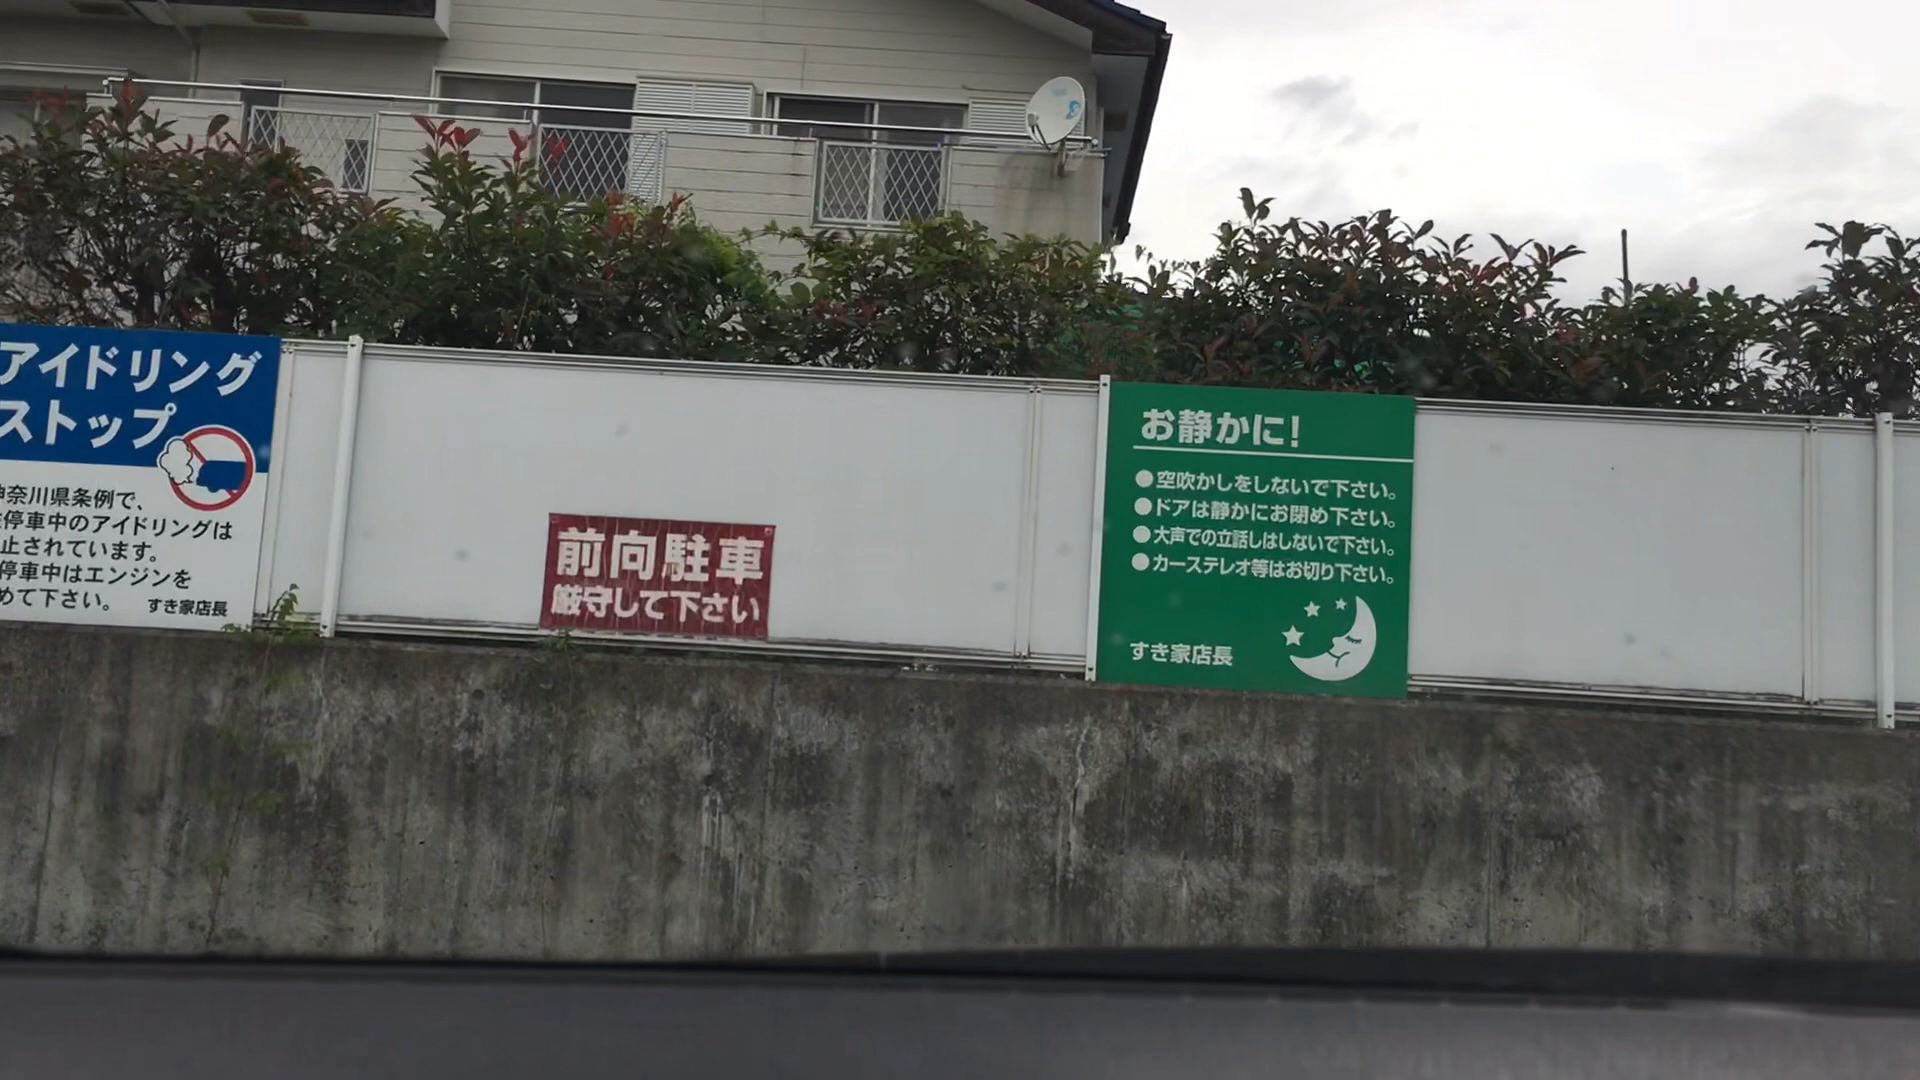 アイドリング
ストップ
神奈川県条例で、
停車中のアイドリングは
止されています。
停車中はエンジンを
めて下さい。
すき家店長
前向駐車
厳守して下さい
お静かに!
●空吹かしをしないで下さい。
●ドアは静かにお閉め下さい。
●大声での立話しはしないで下さい。
●カーステレオ等はお切り下さい。
すき家店長